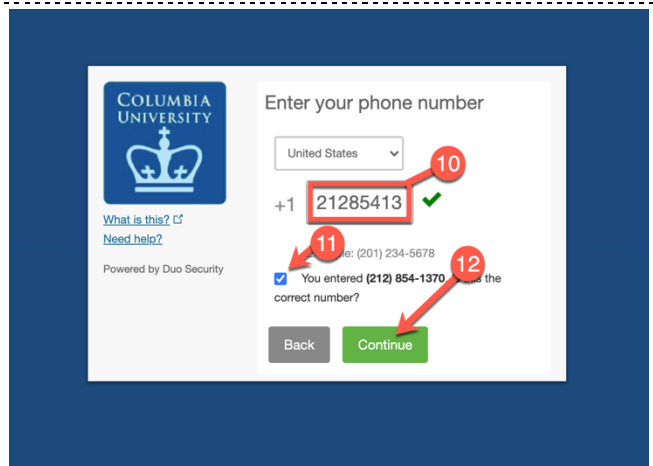 COLUMBIA
UNIVERSITY
What is this?
Need help?
Powered by Duo Security
Enter your phone number
United States
10
+1 21285413
11
(201) 234-5678
12
You entered (212) 854-1370. the
correct number?
Back Continue